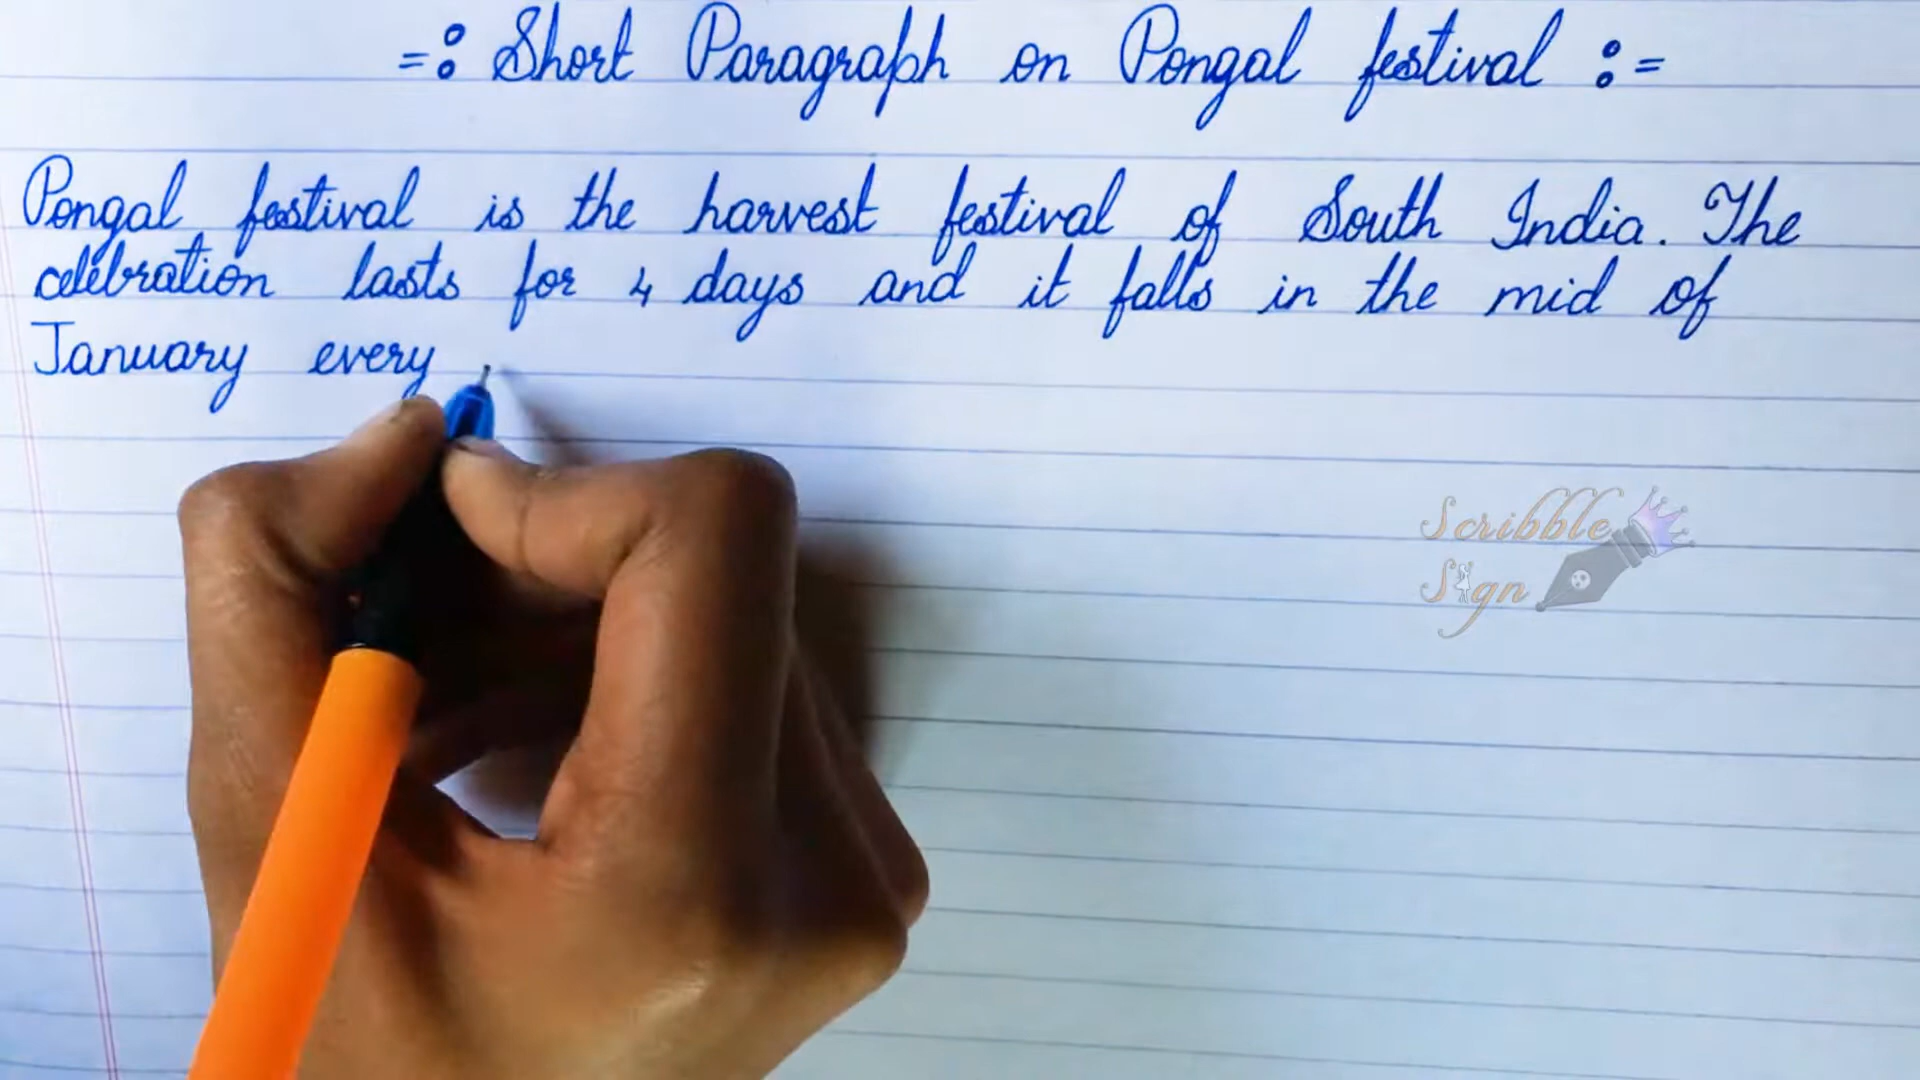 =: Short Paragraph on Pongal festival :=
Pongal festival is the harvest festival of South India. The
celebration lasts for 4 days and it falls in the mid of
January every
Scribble
Sign